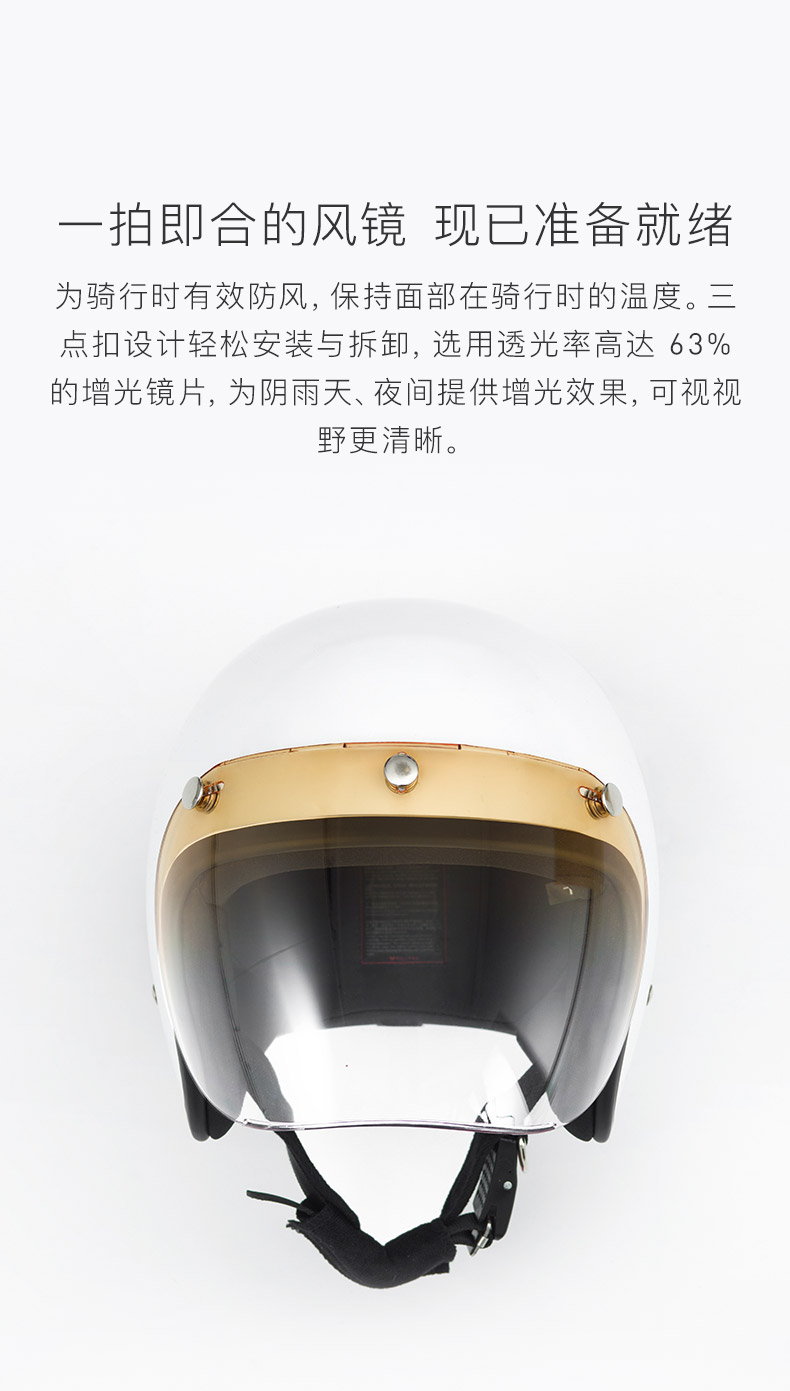 一拍即合的风镜 现已准备就绪
为骑行时有效防风, 保持面部在骑行时的温度。三
点扣设计轻松安装与拆卸, 选用透光率高达 63%
的增光镜片, 为阴雨天、夜间提供增光效果, 可视视
野更清晰。